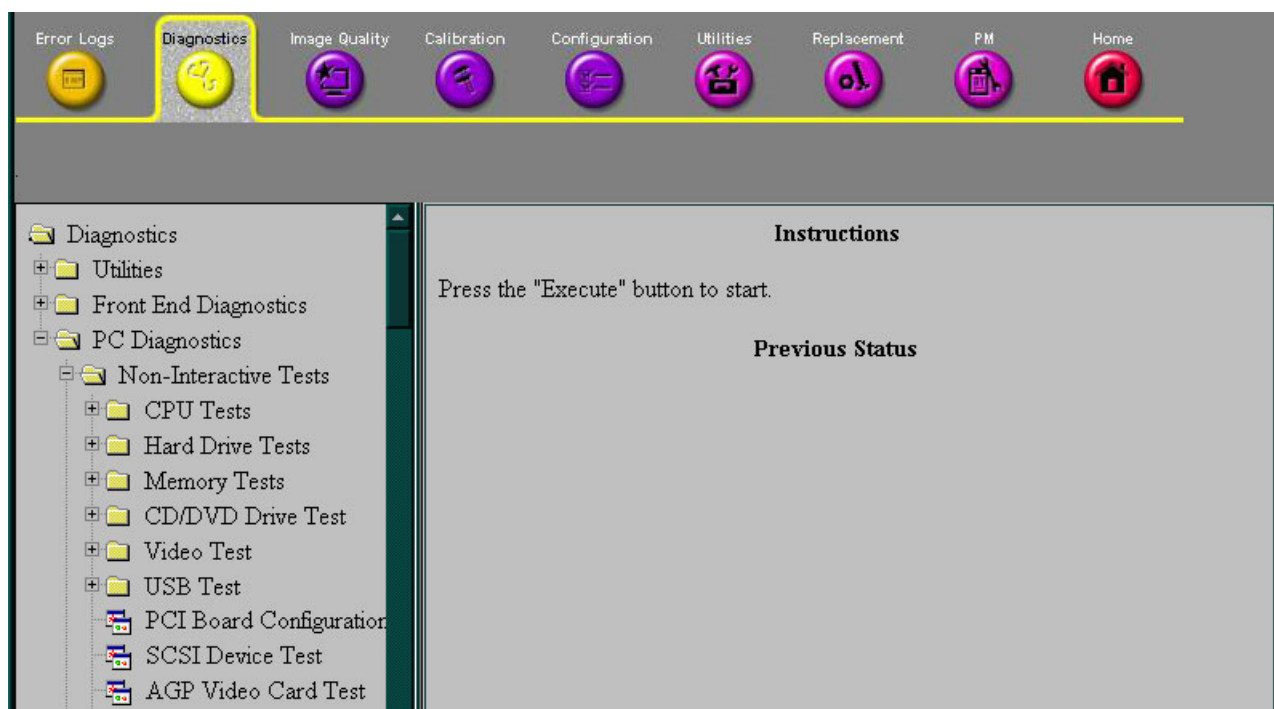 Error Logs Diagnostics Image Quality Calibration Configuration Utilities Replacement PM Home
Diagnostics
Utilities
Front End Diagnostics
PC Diagnostics
Non-Interactive Tests
CPU Tests
Hard Drive Tests
Memory Tests
CD/DVD Drive Test
Video Test
USB Test
PCI Board Configuration
SCSI Device Test
AGP Video Card Test
Instructions
Press the "Execute" button to start.
Previous Status